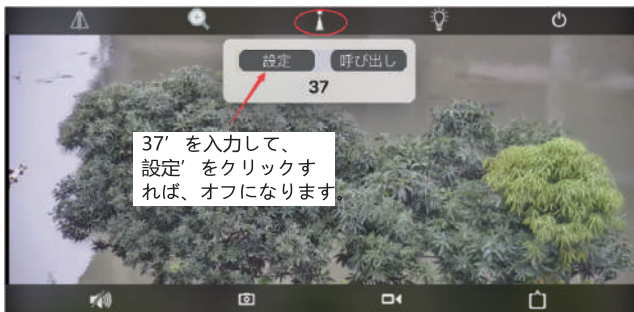 設定 呼び出し
37
37’を入力して、
設定’をクリックす
れば、オフになります。